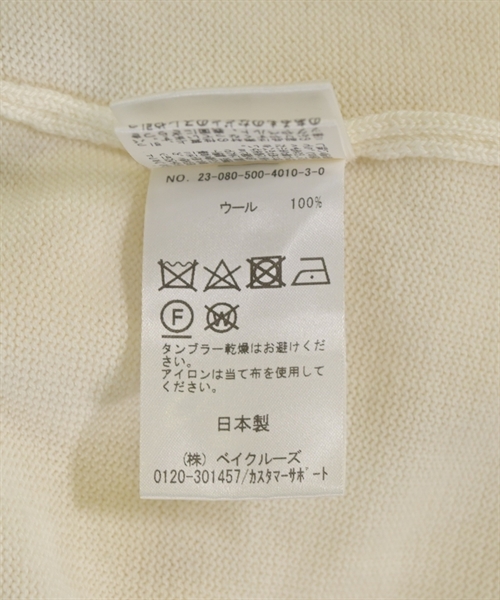 NO. 23-080-500-4010-3-0
ウール 100%
F
W
タンブラー乾燥はお避けくだ
さい。
アイロンは当て布を使用して
ください。
日本製
(株) ベイクルーズ
0120-301457/カスタマーサポート